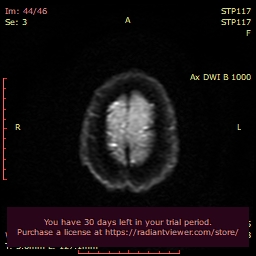 Im: 44/46
Se: 3
A
STP117
STP117
F
Ax DWI B 1000
R
L
You have 30 days left in your trial period.
Purchase a license at https://radiantviewer.com/store/